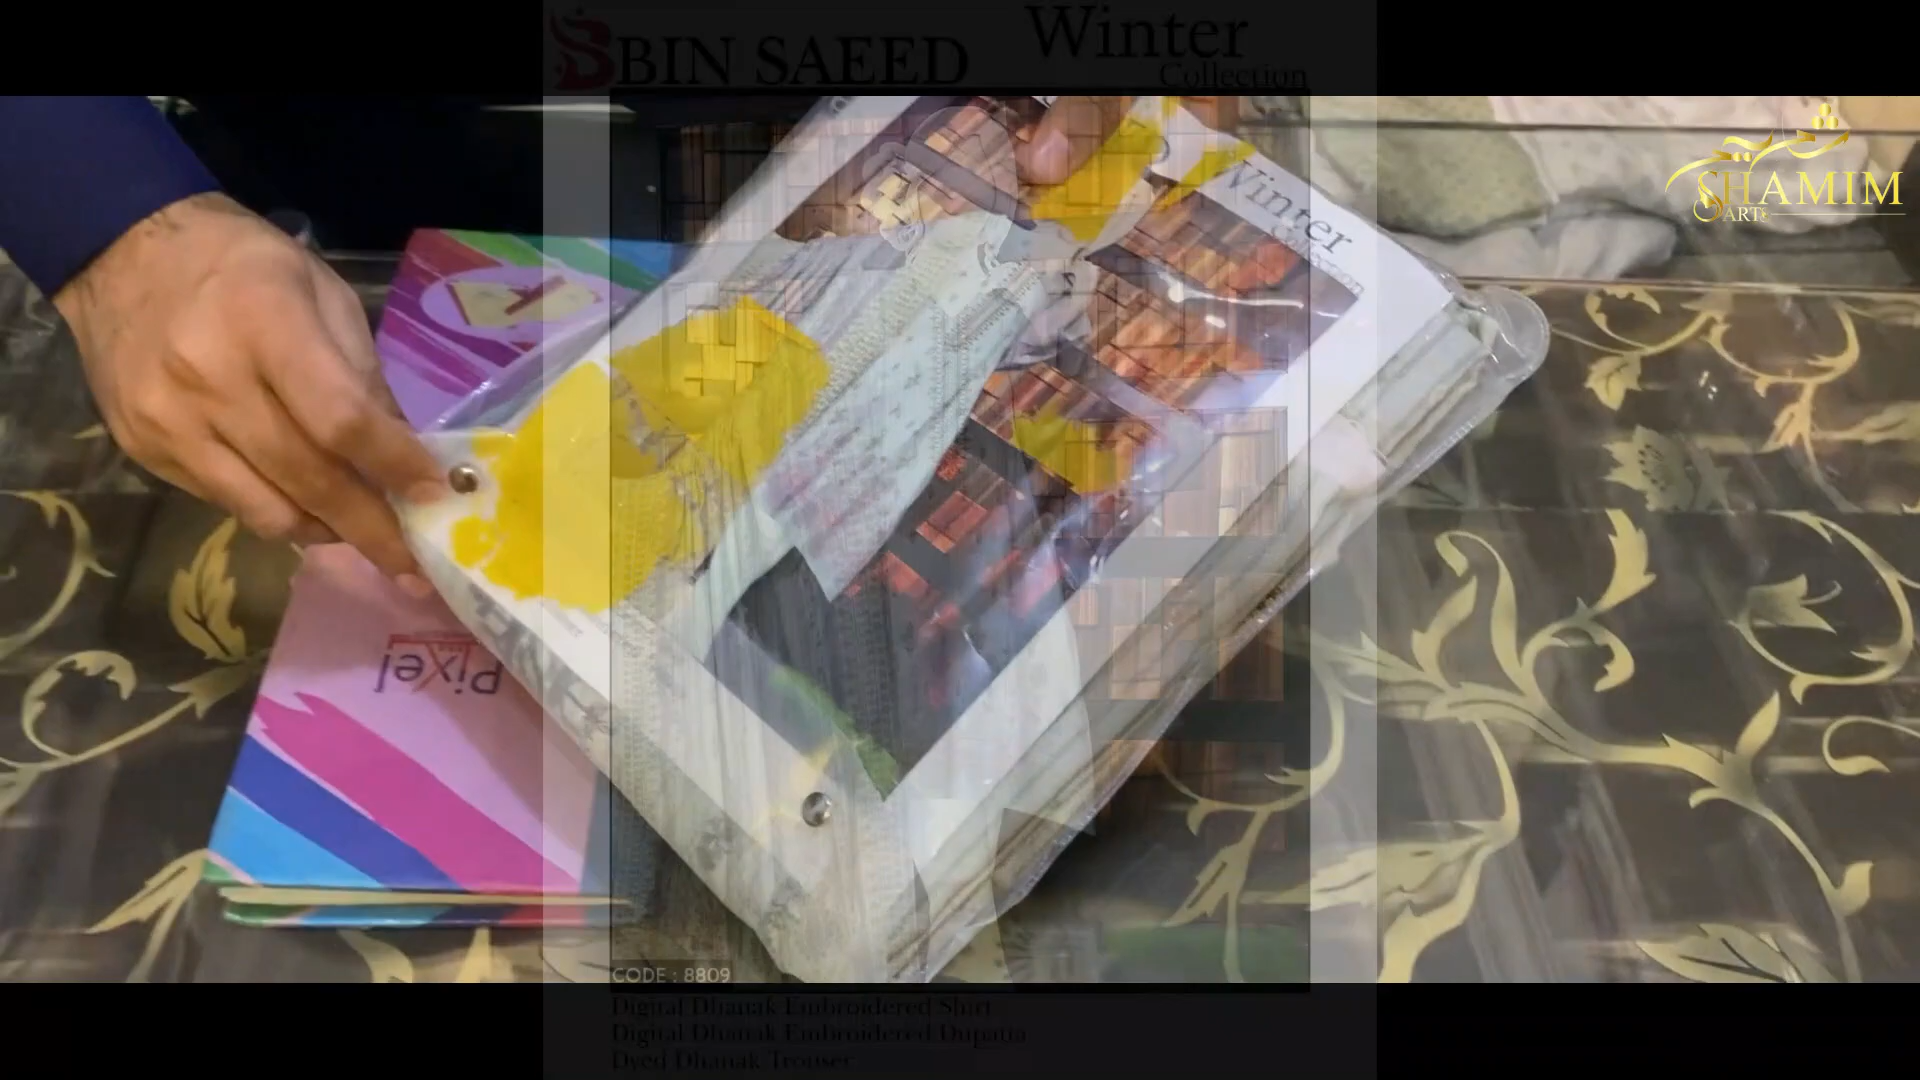 BIN SAEED
Winter
Collection
SHAMIM
ARTS
Winter
Pixel
CODE : 8809
Digital Dhanak Embroidered Shirt
Digital Dhanak Embroidered Dupatta
Dyed Dhanak Trouser